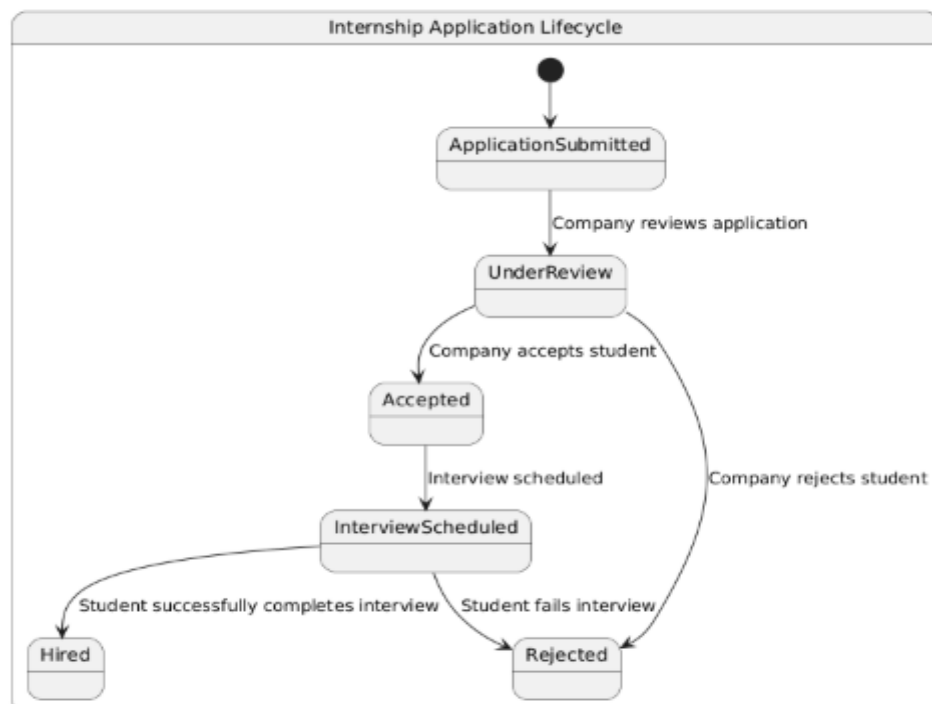 Internship Application Lifecycle
ApplicationSubmitted
Company reviews application
UnderReview
Company accepts student
Accepted
Interview scheduled
Company rejects student
InterviewScheduled
Student successfully completes interview
Student fails interview
Hired
Rejected